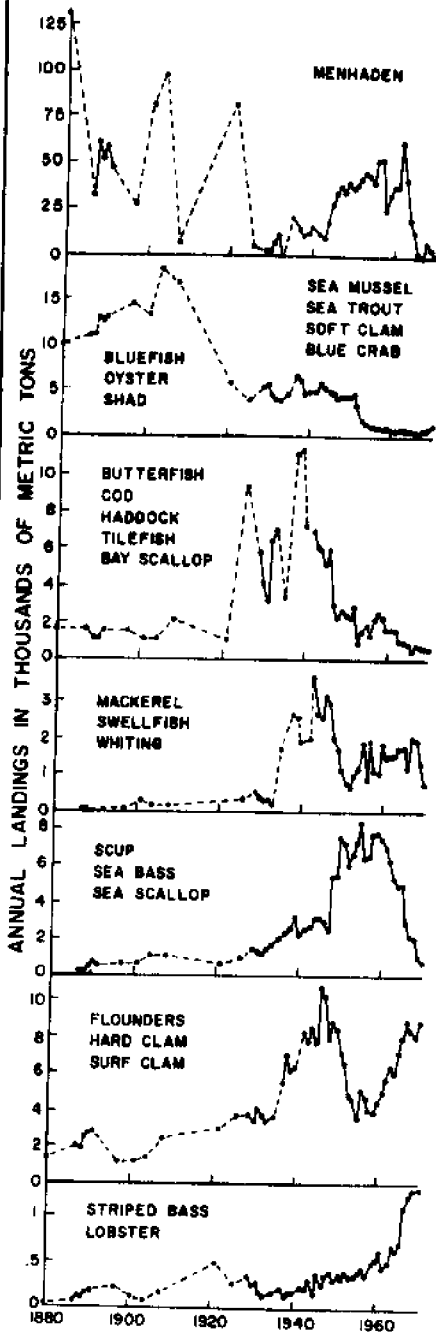 ANNUAL LANDINGS IN THOUSANDS OF METRIC TONS
125
100
75
50
25
0
MENHADEN
15
10
5
0
BLUEFISH
OYSTER
SHAD
SEA MUSSEL
SEA TROUT
SOFT CLAM
BLUE CRAB
10
8
6
4
2
0
BUTTERFISH
COD
HADDOCK
TILEFISH
BAY SCALLOP
3
2
1
0
MACKEREL
SWELLFISH
WHITING
8
6
4
2
0
SCUP
SEA BASS
SEA SCALLOP
10
8
6
4
2
0
FLOUNDERS
HARD CLAM
SURF CLAM
1
.5
0
STRIPED BASS
LOBSTER
1880 1900 1920 1940 1960